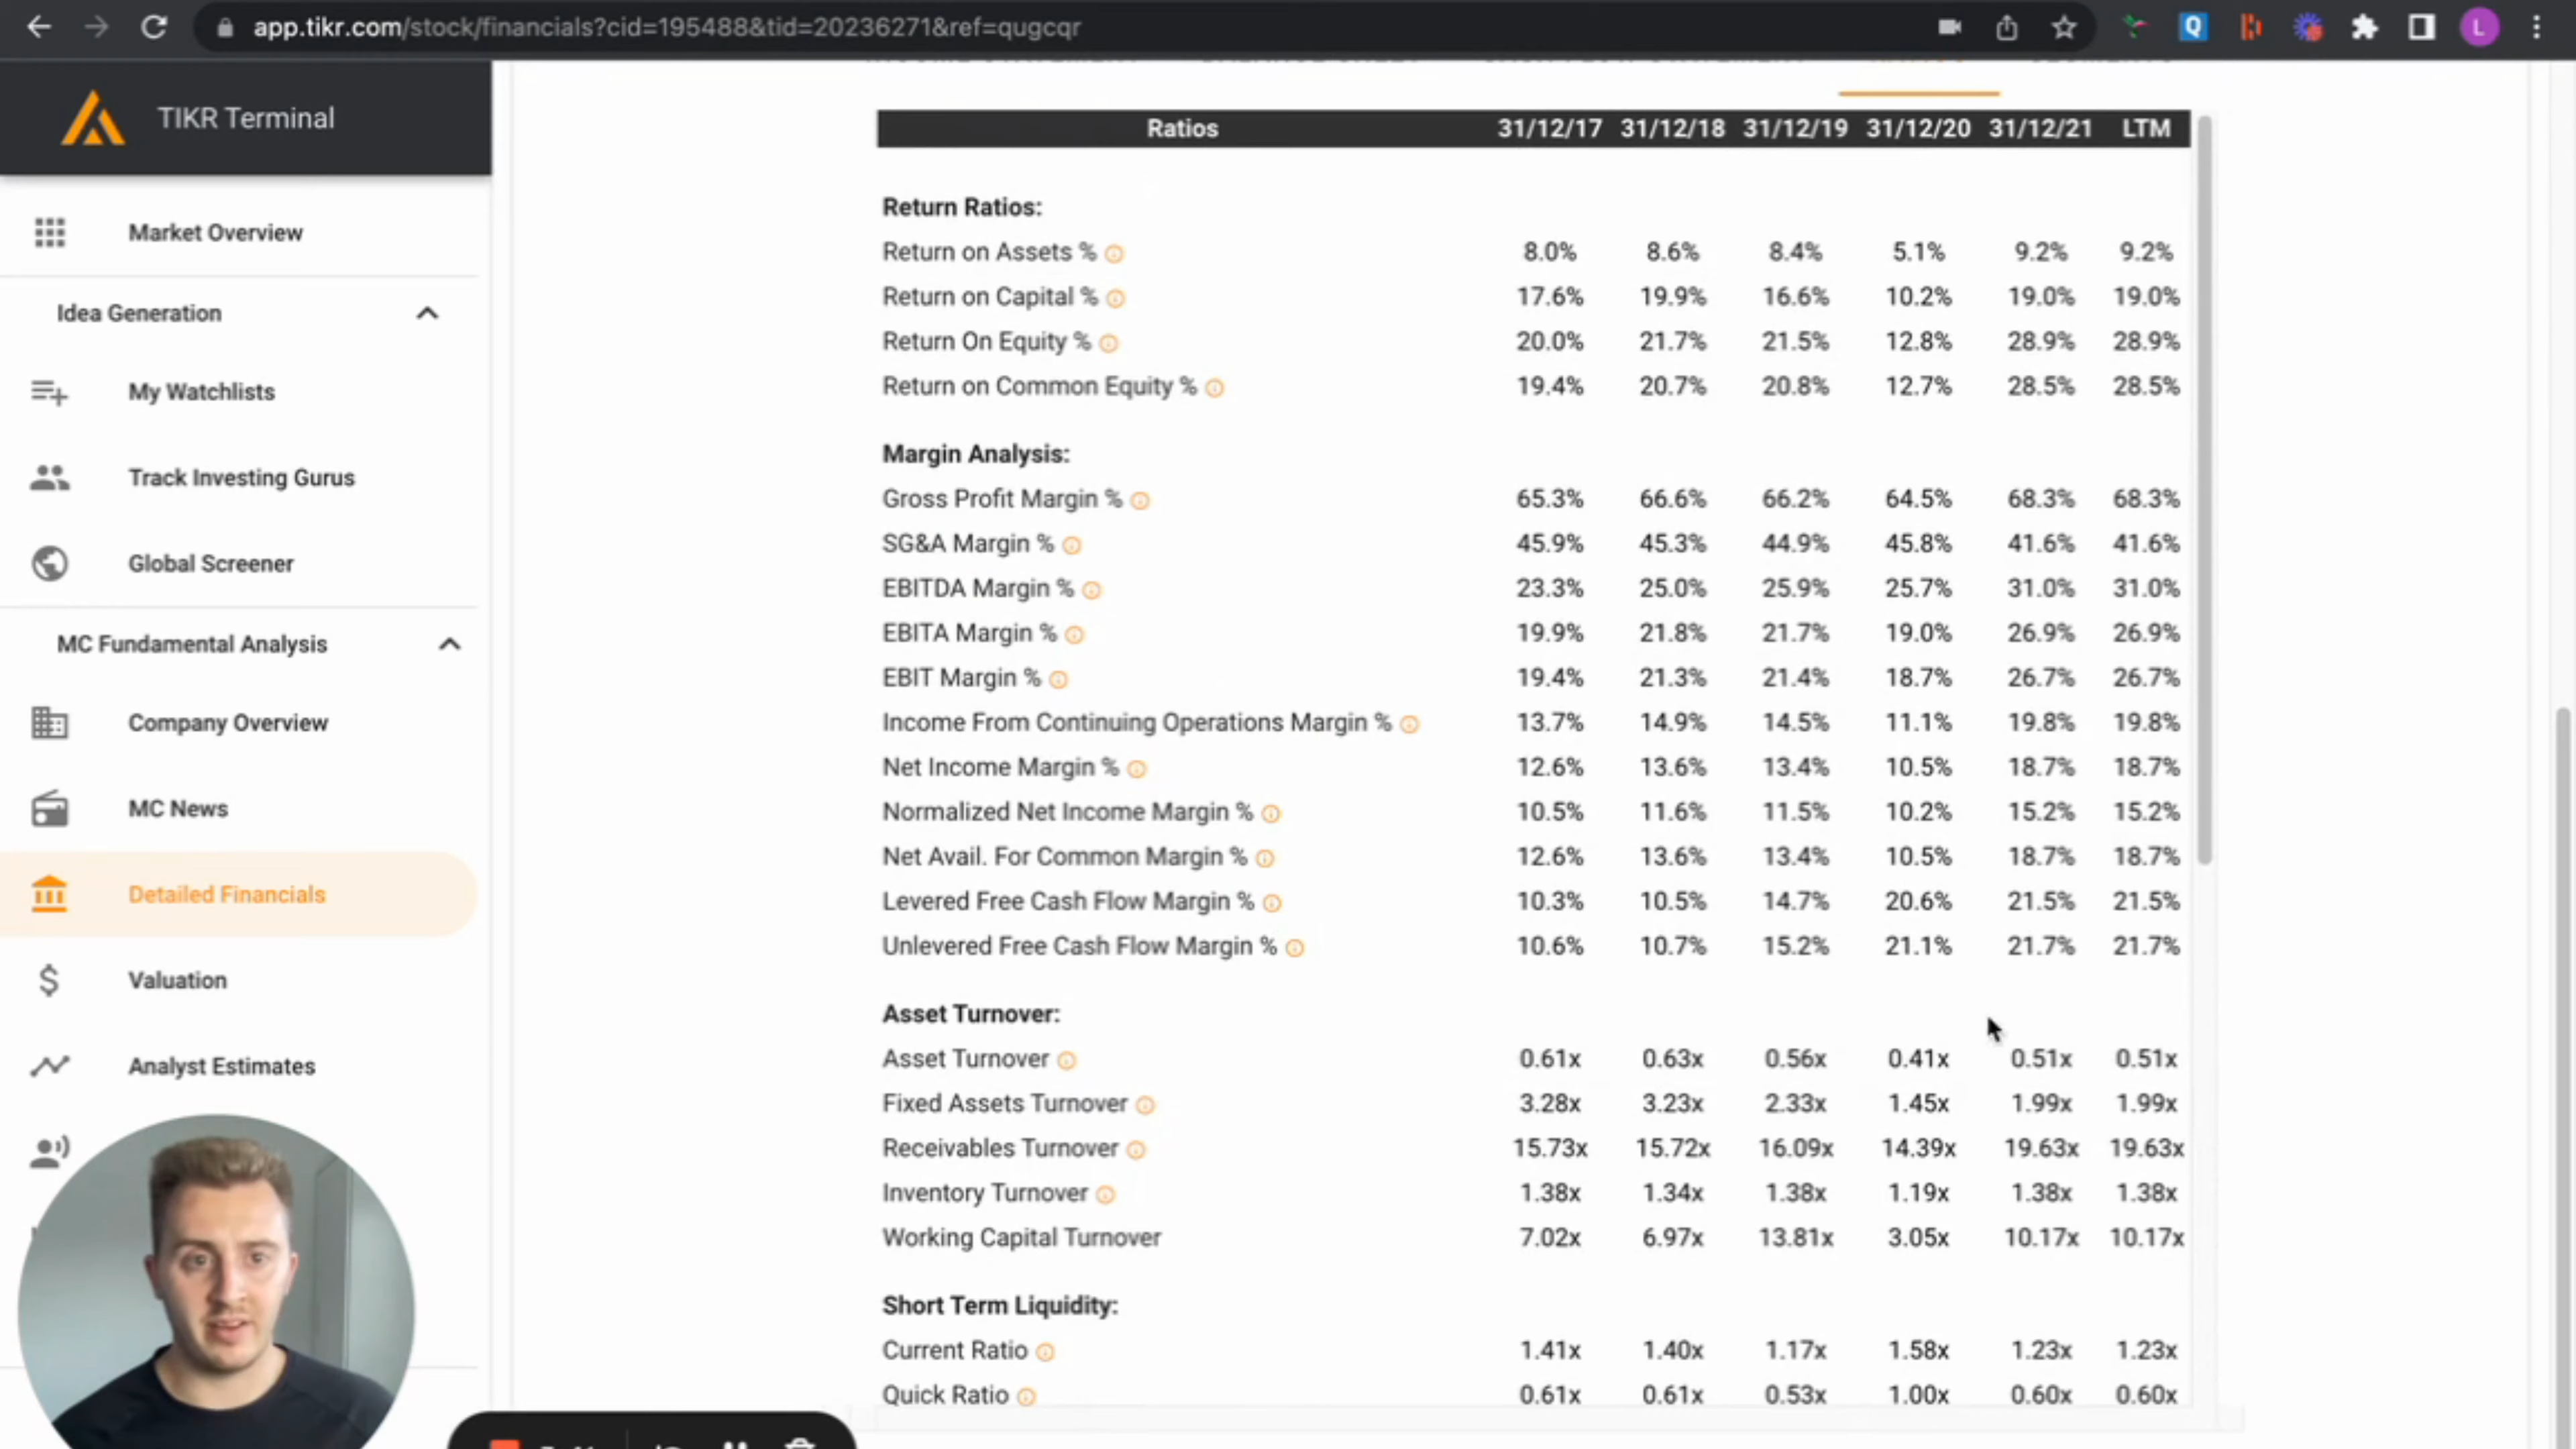 app.tikr.com/stock/financials?cid=195488&tid=20236271&ref=qugcqr
Q
L
TIKR Terminal
Market Overview
Idea Generation
My Watchlists
Track Investing Gurus
Global Screener
MC Fundamental Analysis
Company Overview
MC News
Detailed Financials
Valuation
Analyst Estimates
Ratios 31/12/17 31/12/18 31/12/19 31/12/20 31/12/21 LTM
Return Ratios:
Return on Assets % 8.0% 8.6% 8.4% 5.1% 9.2% 9.2%
Return on Capital % 17.6% 19.9% 16.6% 10.2% 19.0% 19.0%
Return On Equity % 20.0% 21.7% 21.5% 12.8% 28.9% 28.9%
Return on Common Equity % 19.4% 20.7% 20.8% 12.7% 28.5% 28.5%
Margin Analysis:
Gross Profit Margin % 65.3% 66.6% 66.2% 64.5% 68.3% 68.3%
SG&A Margin % 45.9% 45.3% 44.9% 45.8% 41.6% 41.6%
EBITDA Margin % 23.3% 25.0% 25.9% 25.7% 31.0% 31.0%
EBITA Margin % 19.9% 21.8% 21.7% 19.0% 26.9% 26.9%
EBIT Margin % 19.4% 21.3% 21.4% 18.7% 26.7% 26.7%
Income From Continuing Operations Margin % 13.7% 14.9% 14.5% 11.1% 19.8% 19.8%
Net Income Margin % 12.6% 13.6% 13.4% 10.5% 18.7% 18.7%
Normalized Net Income Margin % 10.5% 11.6% 11.5% 10.2% 15.2% 15.2%
Net Avail. For Common Margin % 12.6% 13.6% 13.4% 10.5% 18.7% 18.7%
Levered Free Cash Flow Margin % 10.3% 10.5% 14.7% 20.6% 21.5% 21.5%
Unlevered Free Cash Flow Margin % 10.6% 10.7% 15.2% 21.1% 21.7% 21.7%
Asset Turnover:
Asset Turnover 0.61x 0.63x 0.56x 0.41x 0.51x 0.51x
Fixed Assets Turnover 3.28x 3.23x 2.33x 1.45x 1.99x 1.99x
Receivables Turnover 15.73x 15.72x 16.09x 14.39x 19.63x 19.63x
Inventory Turnover 1.38x 1.34x 1.38x 1.19x 1.38x 1.38x
Working Capital Turnover 7.02x 6.97x 13.81x 3.05x 10.17x 10.17x
Short Term Liquidity:
Current Ratio 1.41x 1.40x 1.17x 1.58x 1.23x 1.23x
Quick Ratio 0.61x 0.61x 0.53x 1.00x 0.60x 0.60x